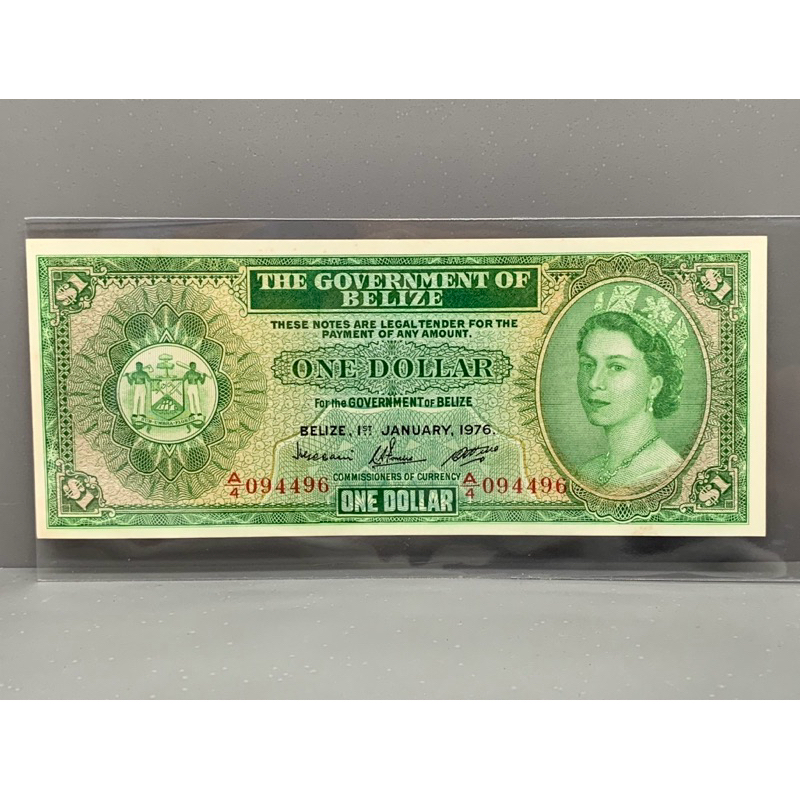 $1 $1
THE GOVERNMENT OF
BELIZE
THESE NOTES ARE LEGAL TENDER FOR THE
PAYMENT OF ANY AMOUNT.
ONE DOLLAR
For the GOVERNMENT of BELIZE
BELIZE, 1ST JANUARY, 1976.
COMMISSIONERS OF CURRENCY
A/4 094496 A/4 094496
$1 ONE DOLLAR $1